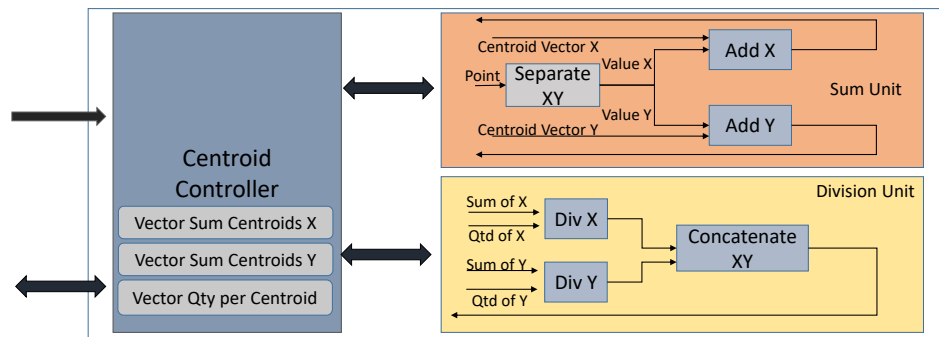 Centroid
Controller
Vector Sum Centroids X
Vector Sum Centroids Y
Vector Qty per Centroid
Centroid Vector X
Value X
Add X
Point
Separate
XY
Sum Unit
Value Y
Centroid Vector Y
Add Y
Division Unit
Sum of X
Qtd of X
Div X
Concatenate
XY
Sum of Y
Qtd of Y
Div Y